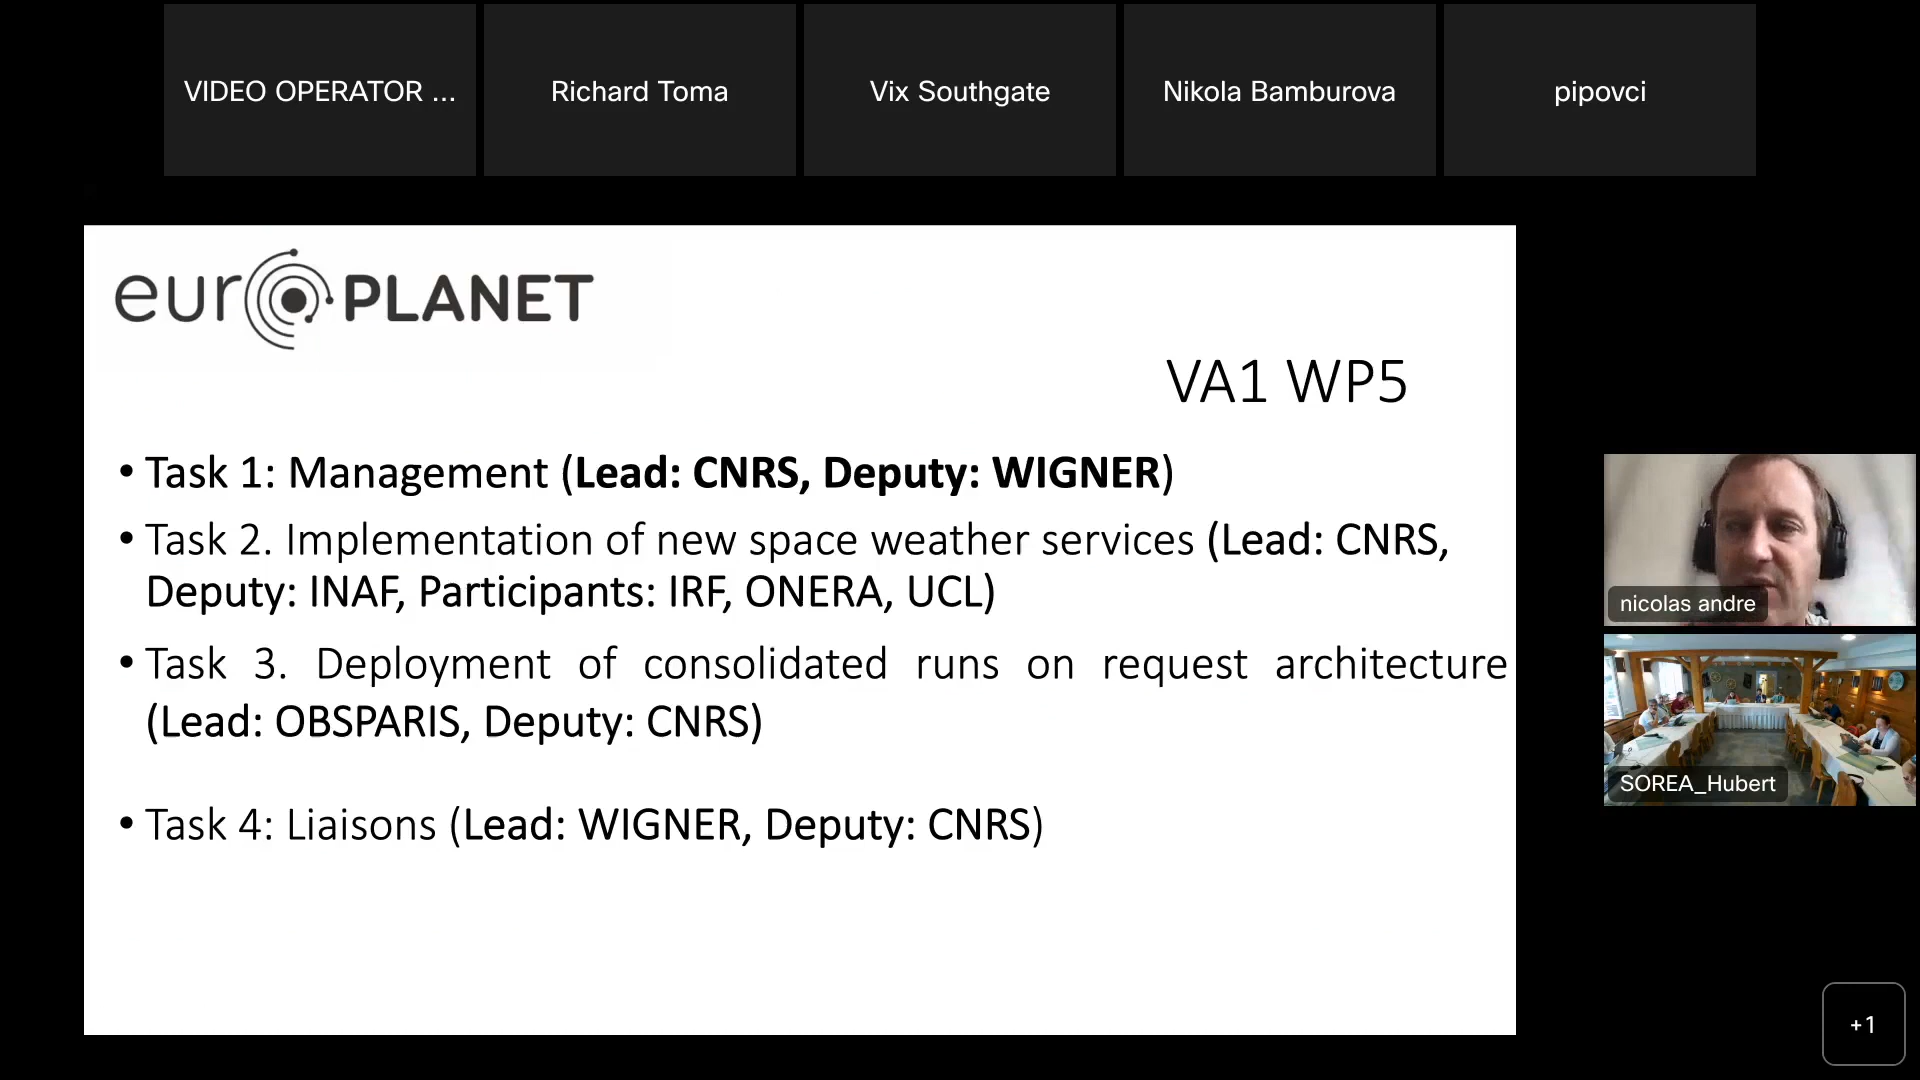 VIDEO OPERATOR ...
Richard Toma
Vix Southgate
Nikola Bamburova
pipovci
eur PLANET
VA1 WP5
• Task 1: Management (Lead: CNRS, Deputy: WIGNER)
• Task 2. Implementation of new space weather services (Lead: CNRS,
Deputy: INAF, Participants: IRF, ONERA, UCL)
• Task 3. Deployment of consolidated runs on request architecture
(Lead: OBSPARIS, Deputy: CNRS)
• Task 4: Liaisons (Lead: WIGNER, Deputy: CNRS)
nicolas andre
SOREA_Hubert
+1